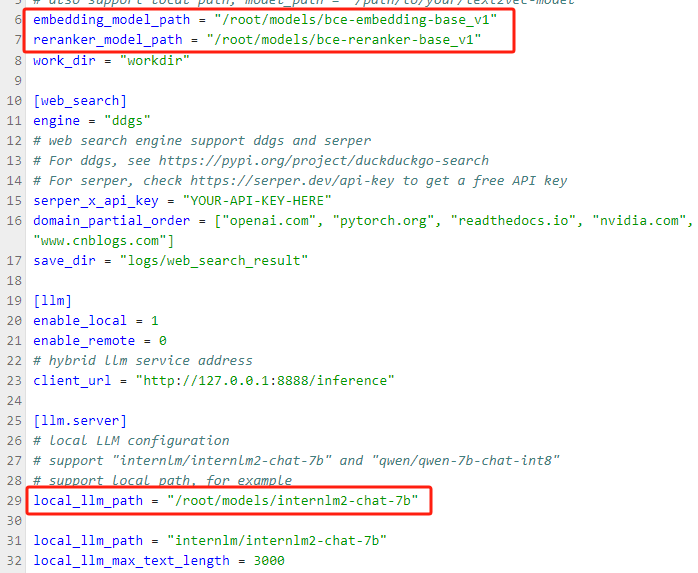 # also support local path, model_path = "/path/to/your/text2vec-model"
6 embedding_model_path = "/root/models/bce-embedding-base_v1"
7 reranker_model_path = "/root/models/bce-reranker-base_v1"
8 work_dir = "workdir"
9
10 [web_search]
11 engine = "ddgs"
12 # web search engine support ddgs and serper
13 # For ddgs, see https://pypi.org/project/duckduckgo-search
14 # For serper, check https://serper.dev/api-key to get a free API key
15 serper_x_api_key = "YOUR-API-KEY-HERE"
16 domain_partial_order = ["openai.com", "pytorch.org", "readthedocs.io", "nvidia.com",
"www.cnblogs.com"]
17 save_dir = "logs/web_search_result"
18
19 [llm]
20 enable_local = 1
21 enable_remote = 0
22 # hybrid llm service address
23 client_url = "http://127.0.0.1:8888/inference"
24
25 [llm.server]
26 # local LLM configuration
27 # support "internlm/internlm2-chat-7b" and "qwen/qwen-7b-chat-int8"
28 # support local path, for example
29 local_llm_path = "/root/models/internlm2-chat-7b"
30
31 local_llm_path = "internlm/internlm2-chat-7b"
32 local_llm_max_text_length = 3000